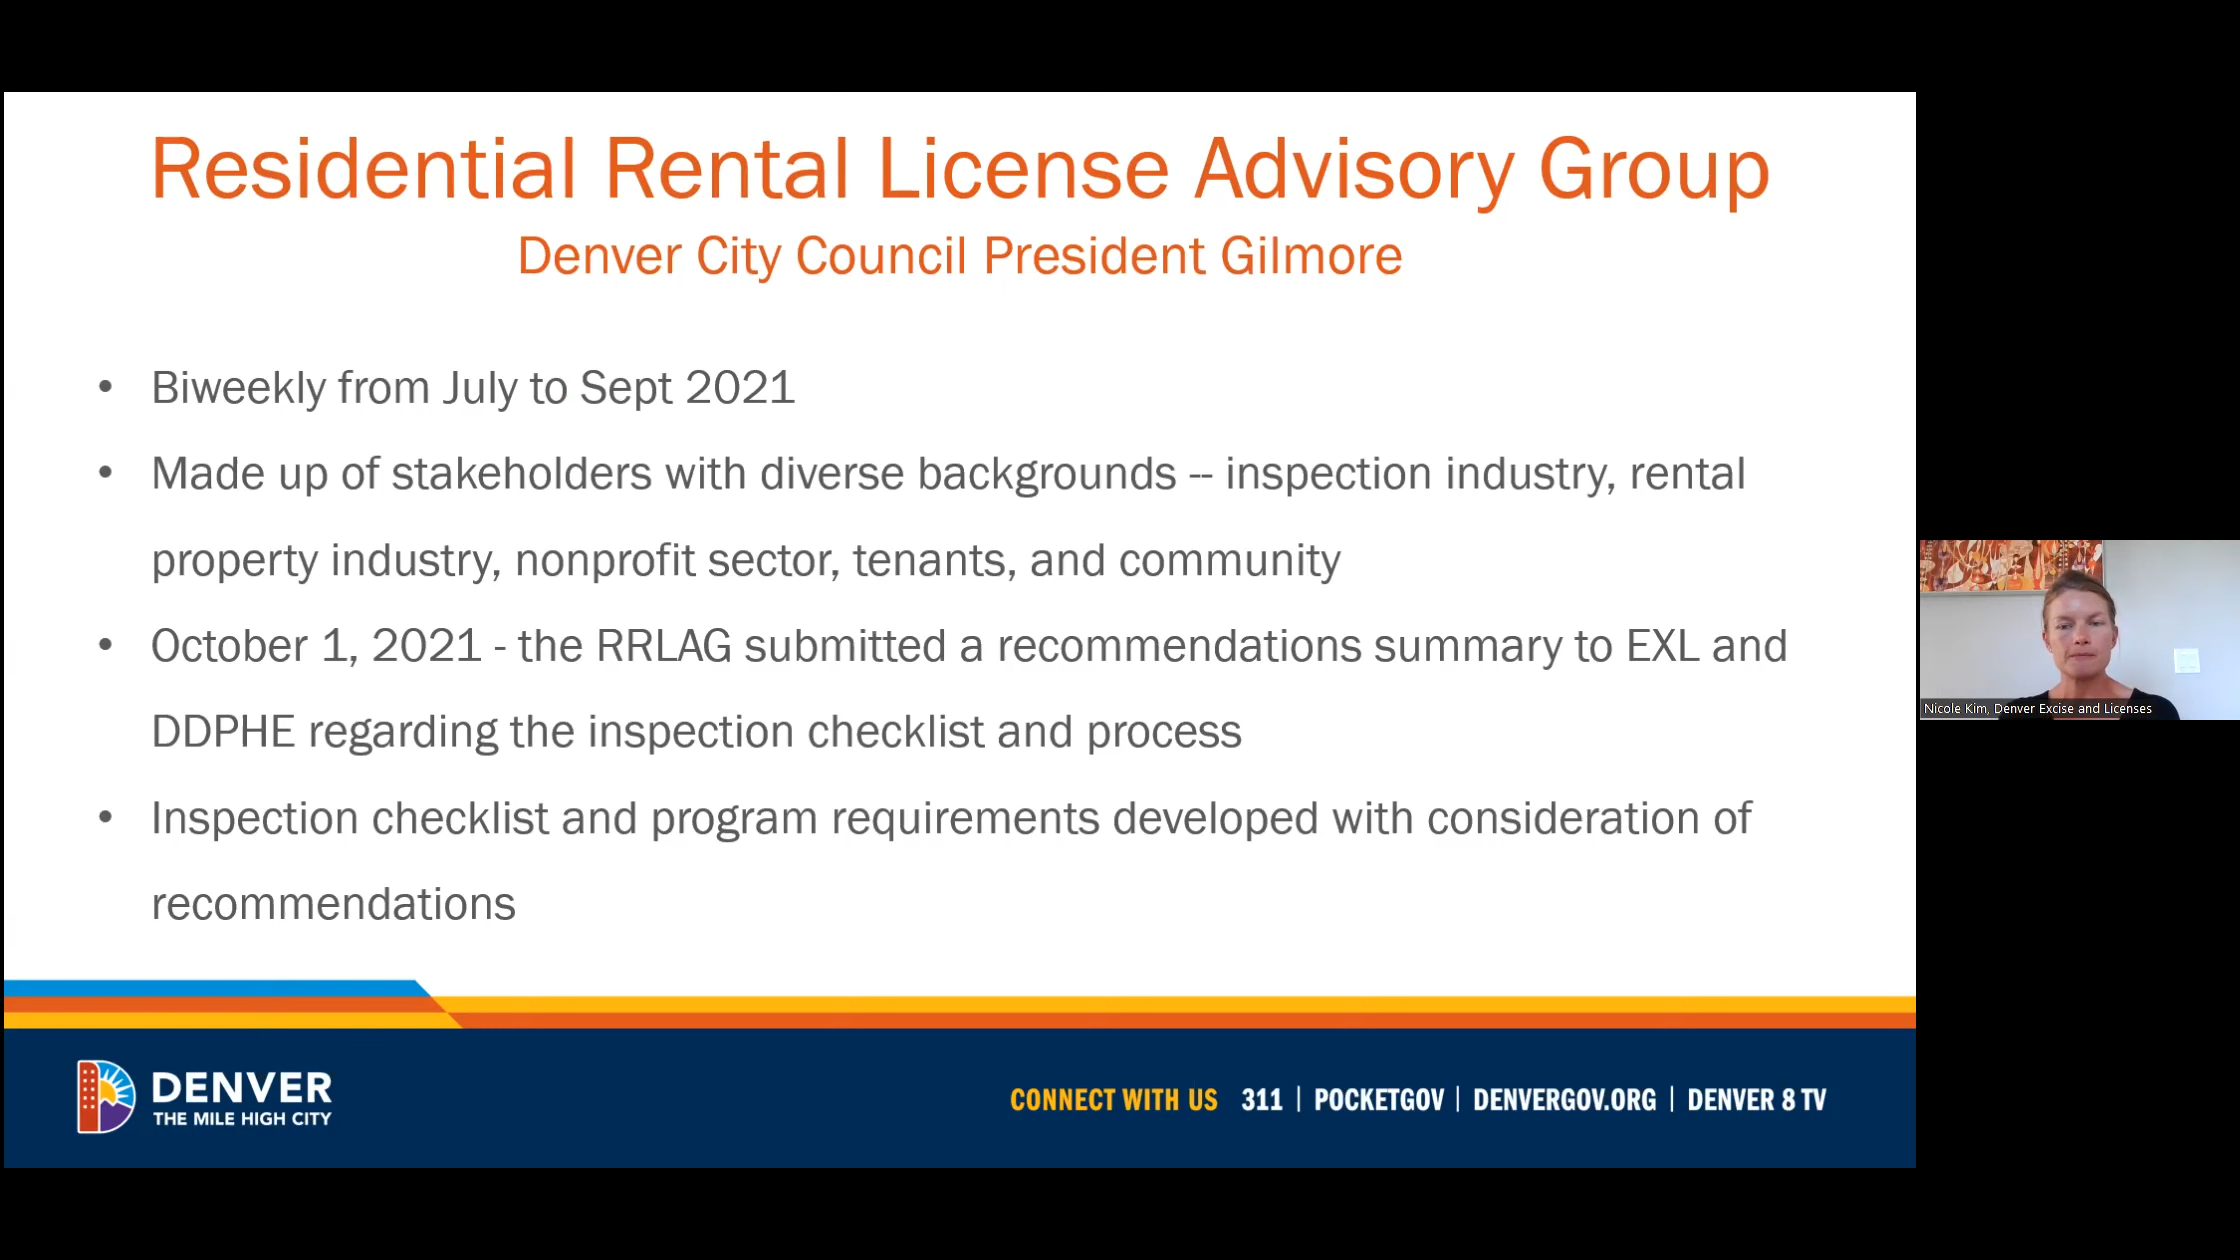 Residential Rental License Advisory Group
Denver City Council President Gilmore
• Biweekly from July to Sept 2021
• Made up of stakeholders with diverse backgrounds -- inspection industry, rental
property industry, nonprofit sector, tenants, and community
• October 1, 2021 - the RRLAG submitted a recommendations summary to EXL and
DDPHE regarding the inspection checklist and process
• Inspection checklist and program requirements developed with consideration of
recommendations
Nicole Kim, Denver Excise and Licenses
DENVER
THE MILE HIGH CITY
CONNECT WITH US 311 | POCKETGOV | DENVERGOV.ORG | DENVER 8 TV